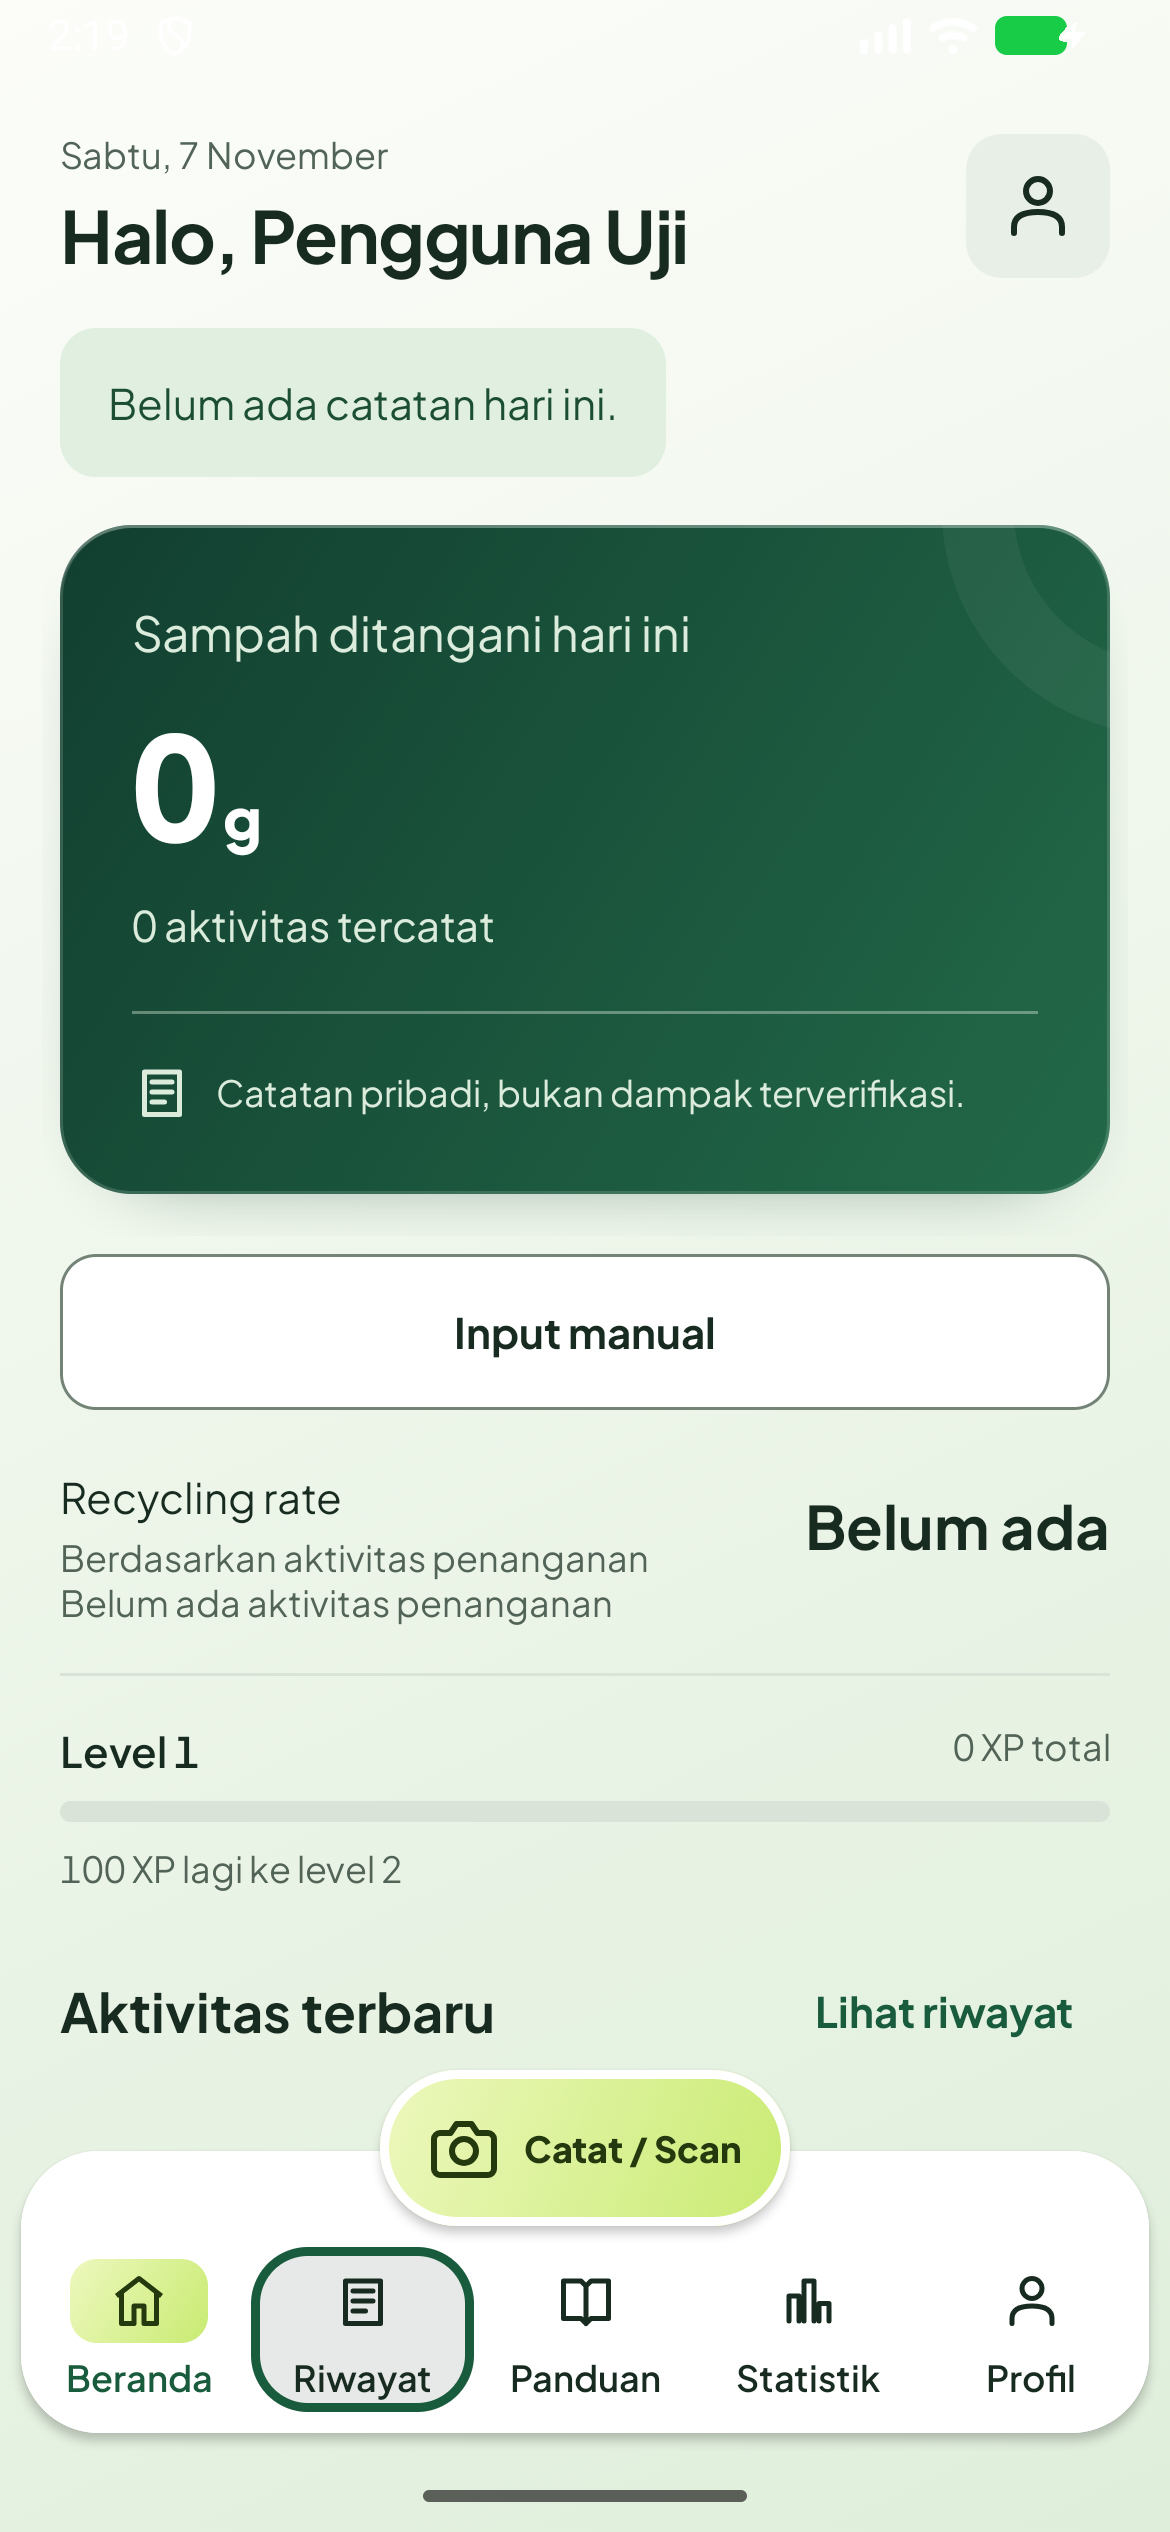 2:19
Sabtu, 7 November
Halo, Pengguna Uji
Belum ada catatan hari ini.
Sampah ditangani hari ini
0g
0 aktivitas tercatat
Catatan pribadi, bukan dampak terverifikasi.
Input manual
Recycling rate
Belum ada
Berdasarkan aktivitas penanganan
Belum ada aktivitas penanganan
Level 1
0 XP total
100 XP lagi ke level 2
Aktivitas terbaru
Lihat riwayat
Catat / Scan
Beranda
Riwayat
Panduan
Statistik
Profil